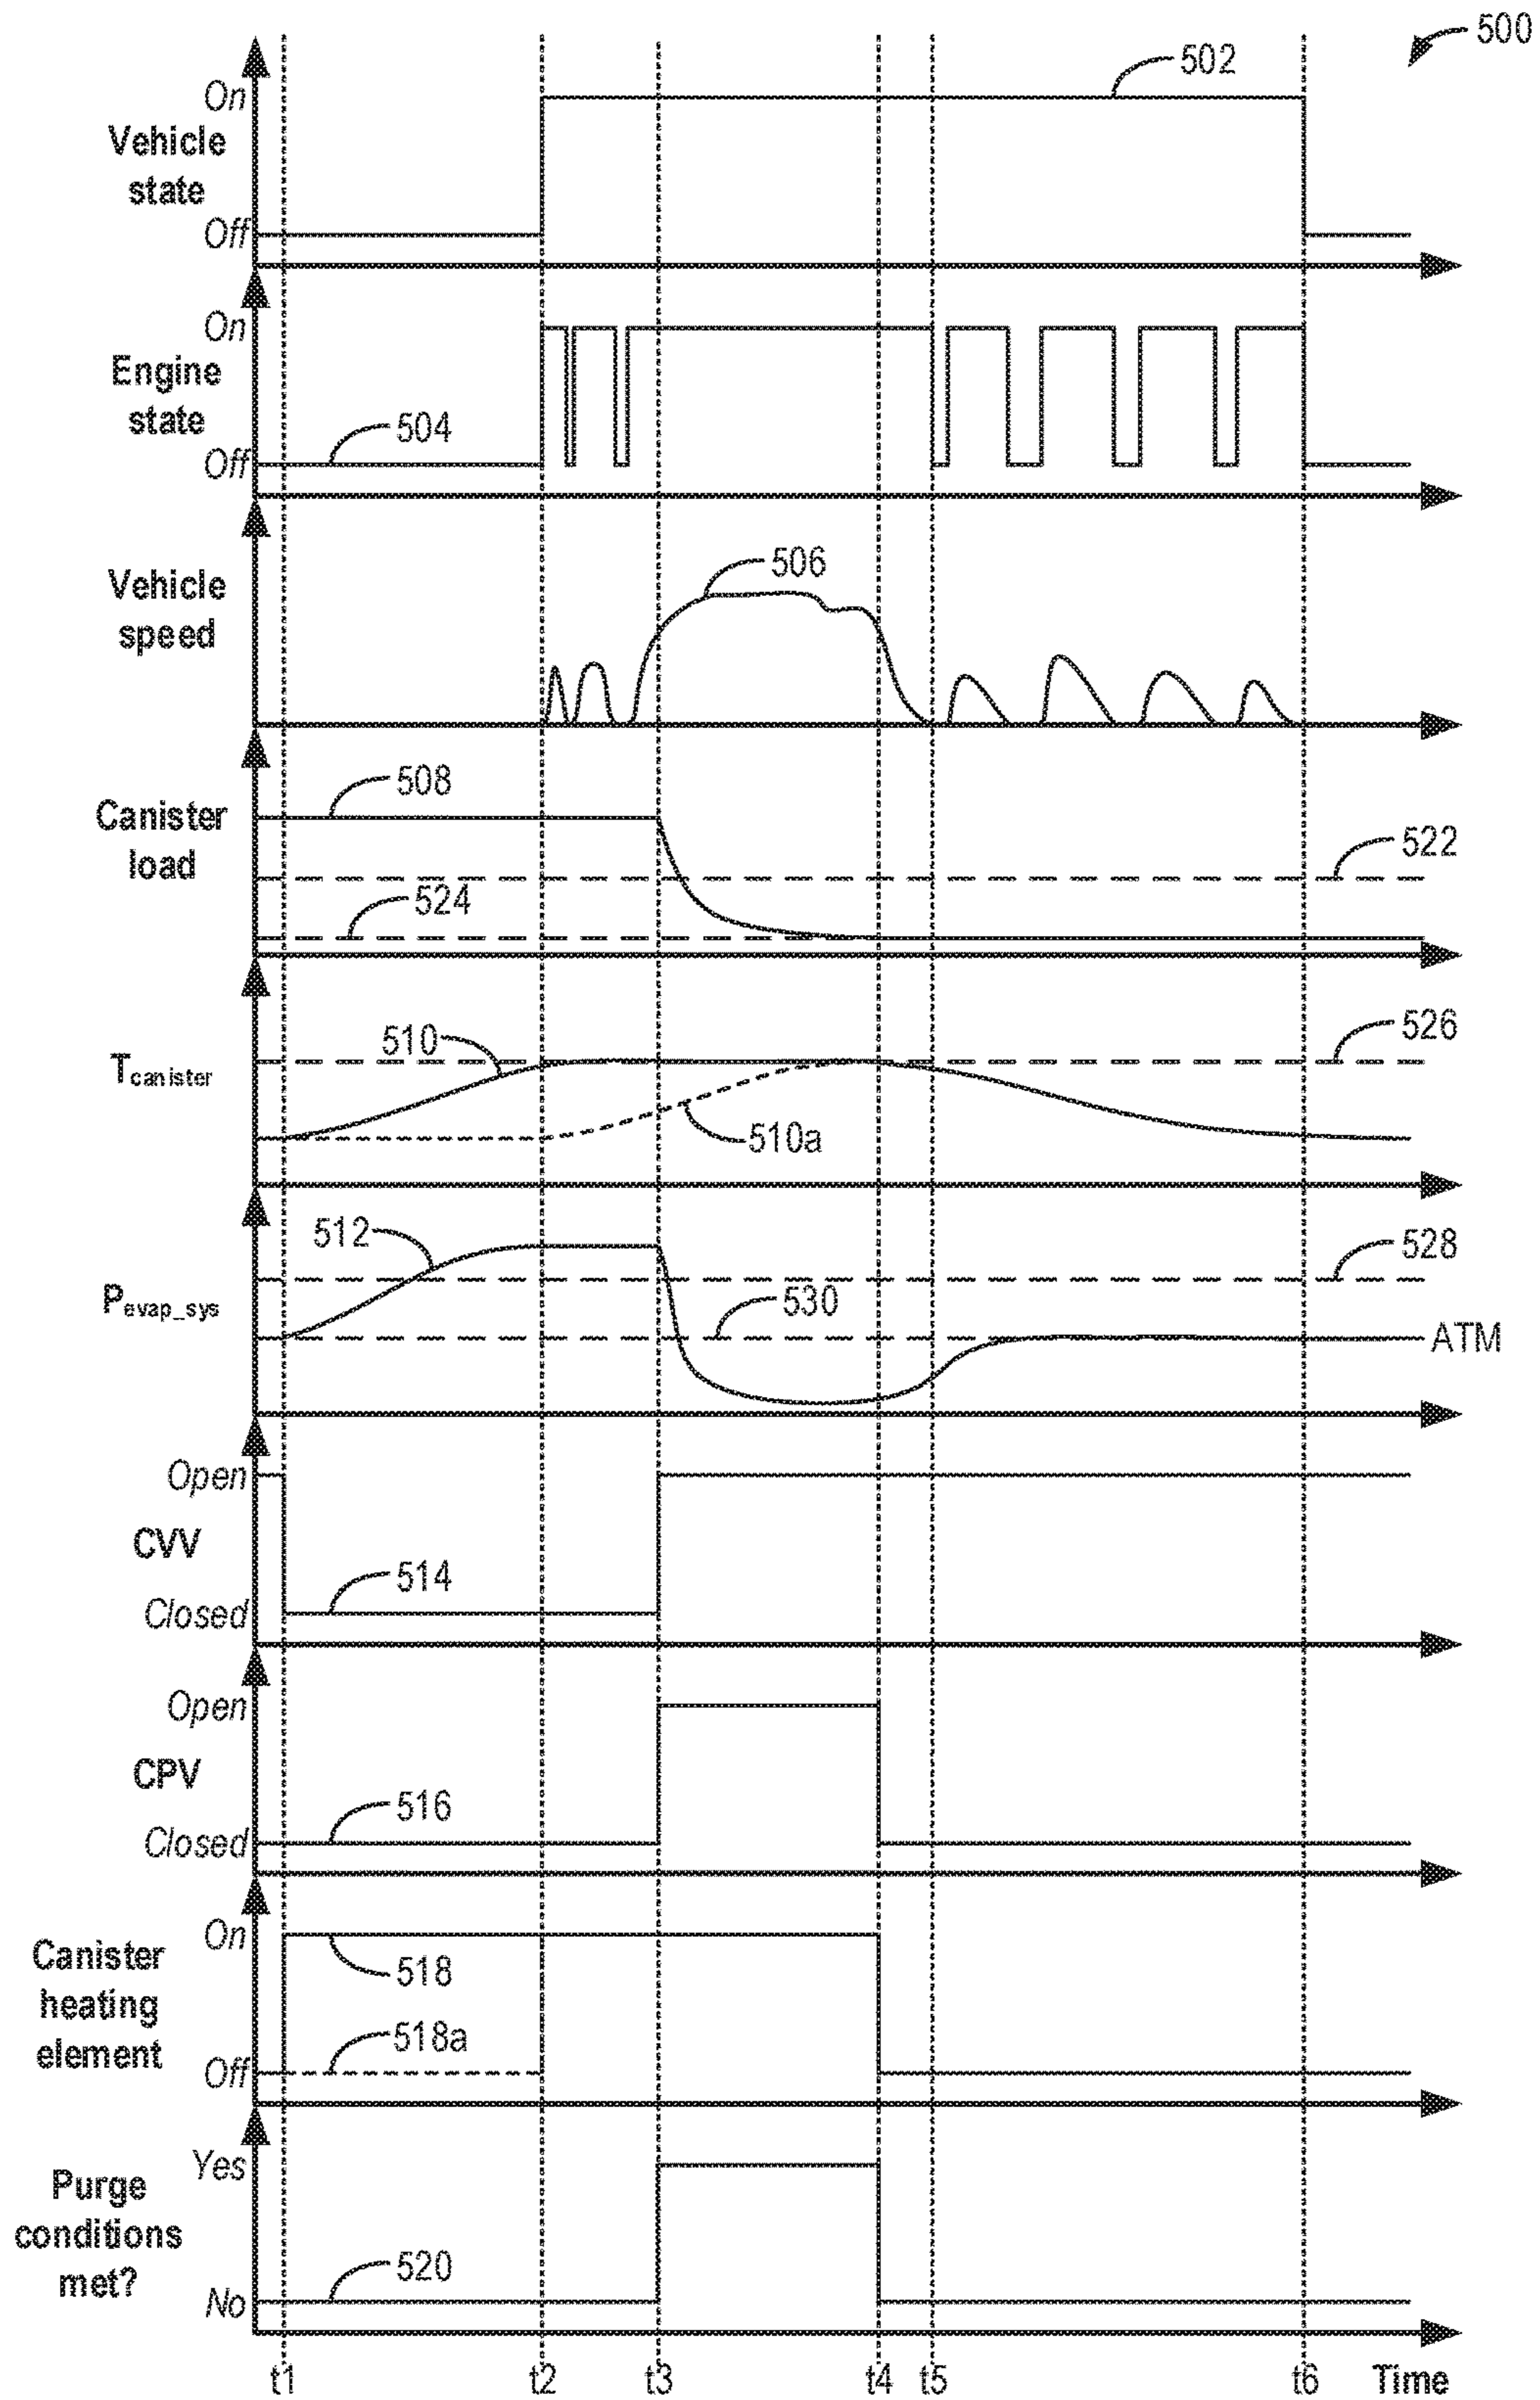 500
502
On
Vehicle
state
Off
On
Engine
state
504
Off
506
Vehicle
speed
508
Canister
load
522
524
510
526
Tcanister
510a
512
528
Pevap_sys
530
ATM
Open
CVV
514
Closed
Open
CPV
516
Closed
On
Canister
heating
element
518
518a
Off
Yes
Purge
conditions
met?
520
No
t1 t2 t3 t4 t5 t6 Time